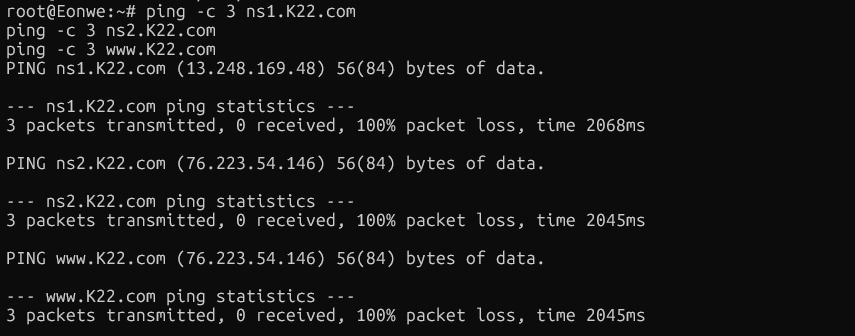 root@Eonwe:~# ping -c 3 ns1.K22.com
ping -c 3 ns2.K22.com
ping -c 3 www.K22.com
PING ns1.K22.com (13.248.169.48) 56(84) bytes of data.
--- ns1.K22.com ping statistics ---
3 packets transmitted, 0 received, 100% packet loss, time 2068ms
PING ns2.K22.com (76.223.54.146) 56(84) bytes of data.
--- ns2.K22.com ping statistics ---
3 packets transmitted, 0 received, 100% packet loss, time 2045ms
PING www.K22.com (76.223.54.146) 56(84) bytes of data.
--- www.K22.com ping statistics ---
3 packets transmitted, 0 received, 100% packet loss, time 2045ms